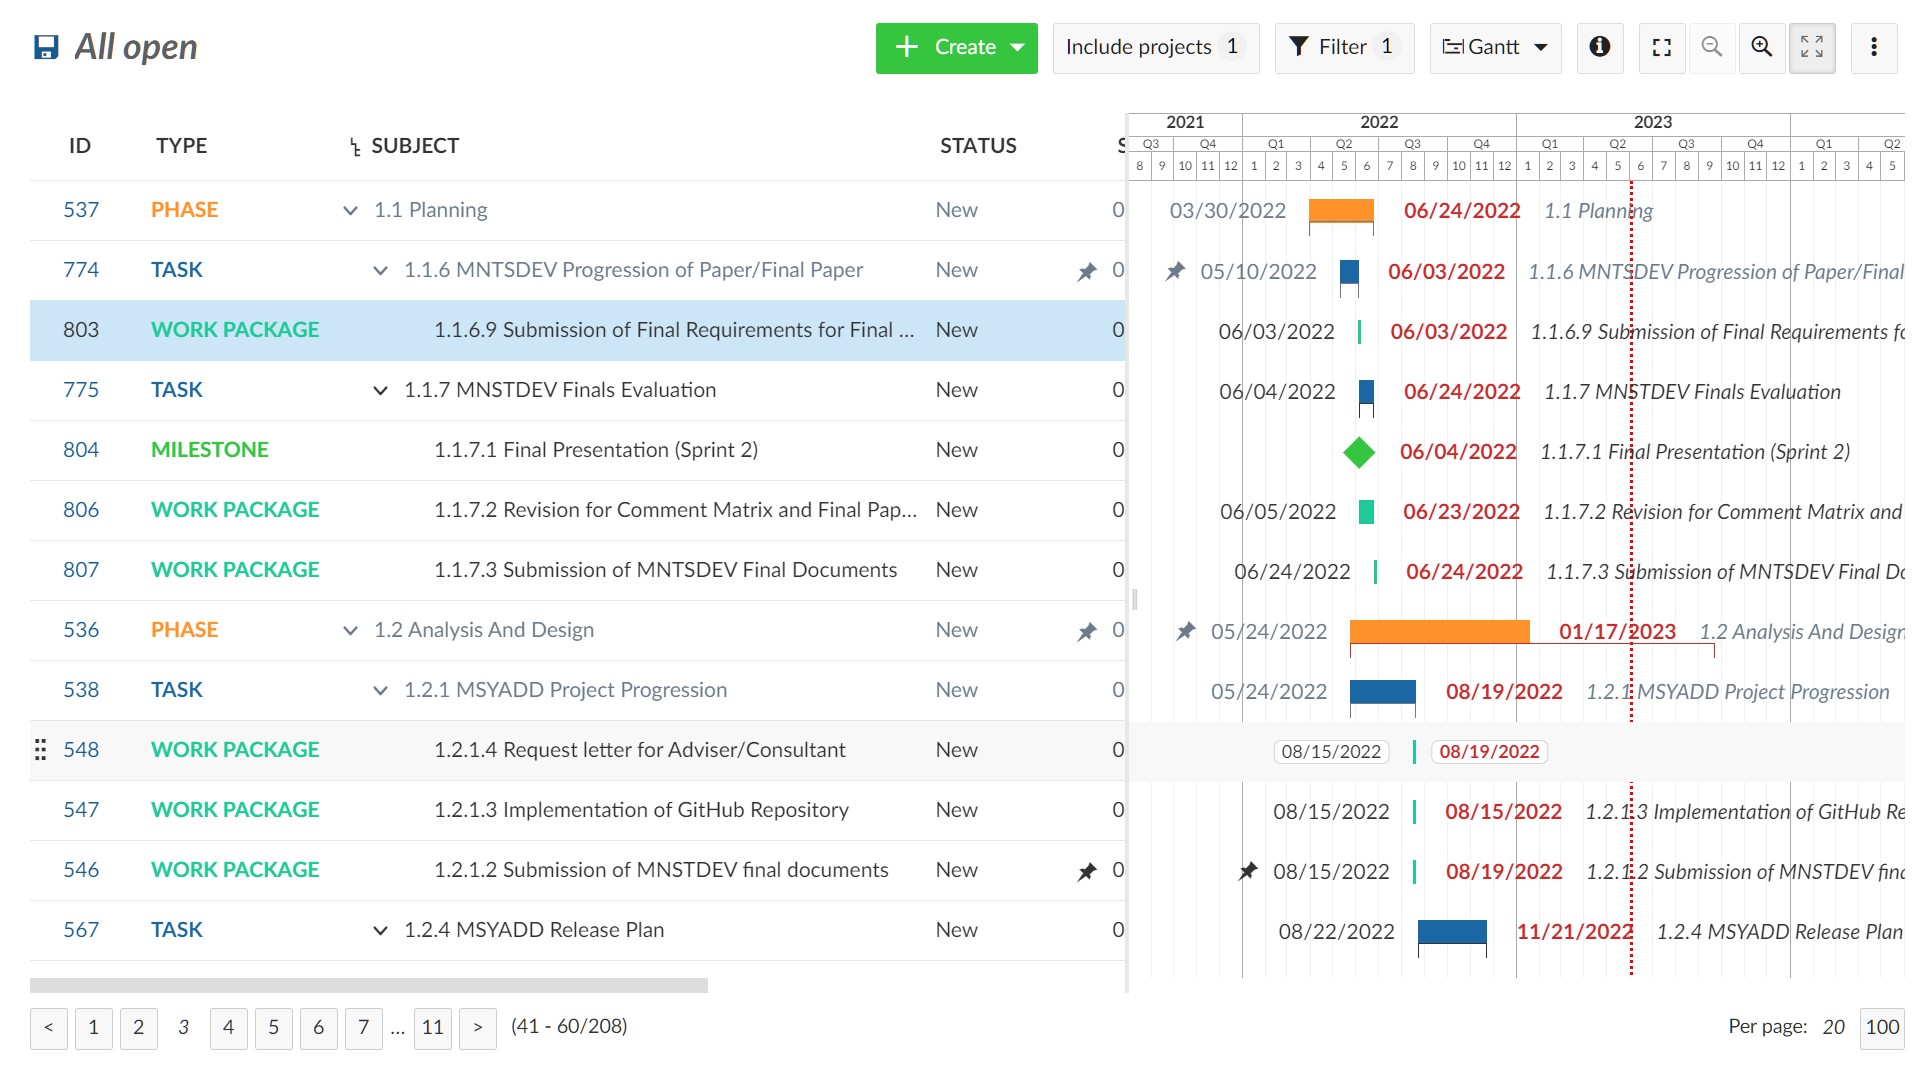 All open
Create
Include projects 1
Filter 1
Gantt
ID TYPE SUBJECT STATUS
2021 2022 2023
Q3 Q4 Q1 Q2 Q3 Q4 Q1 Q2 Q3 Q4 Q1 Q2
8 9 10 11 12 1 2 3 4 5 6 7 8 9 10 11 12 1 2 3 4 5 6 7 8 9 10 11 12 1 2 3 4 5
537 PHASE 1.1 Planning New 0 03/30/2022 06/24/2022 1.1 Planning
774 TASK 1.1.6 MNTSDEV Progression of Paper/Final Paper New 0 05/10/2022 06/03/2022 1.1.6 MNTSDEV Progression of Paper/Final
803 WORK PACKAGE 1.1.6.9 Submission of Final Requirements for Final ... New 0 06/03/2022 06/03/2022 1.1.6.9 Submission of Final Requirements fo
775 TASK 1.1.7 MNSTDEV Finals Evaluation New 0 06/04/2022 06/24/2022 1.1.7 MNSTDEV Finals Evaluation
804 MILESTONE 1.1.7.1 Final Presentation (Sprint 2) New 0 06/04/2022 1.1.7.1 Final Presentation (Sprint 2)
806 WORK PACKAGE 1.1.7.2 Revision for Comment Matrix and Final Pap... New 0 06/05/2022 06/23/2022 1.1.7.2 Revision for Comment Matrix and
807 WORK PACKAGE 1.1.7.3 Submission of MNTSDEV Final Documents New 0 06/24/2022 06/24/2022 1.1.7.3 Submission of MNTSDEV Final Do
536 PHASE 1.2 Analysis And Design New 0 05/24/2022 01/17/2023 1.2 Analysis And Design
538 TASK 1.2.1 MSYADD Project Progression New 0 05/24/2022 08/19/2022 1.2.1 MSYADD Project Progression
548 WORK PACKAGE 1.2.1.4 Request letter for Adviser/Consultant New 0 08/15/2022 08/19/2022
547 WORK PACKAGE 1.2.1.3 Implementation of GitHub Repository New 0 08/15/2022 08/15/2022 1.2.1.3 Implementation of GitHub Re
546 WORK PACKAGE 1.2.1.2 Submission of MNSTDEV final documents New 0 08/15/2022 08/19/2022 1.2.1.2 Submission of MNSTDEV fina
567 TASK 1.2.4 MSYADD Release Plan New 0 08/22/2022 11/21/2022 1.2.4 MSYADD Release Plan
< 1 2 3 4 5 6 7 ... 11 > (41 - 60/208) Per page: 20 100